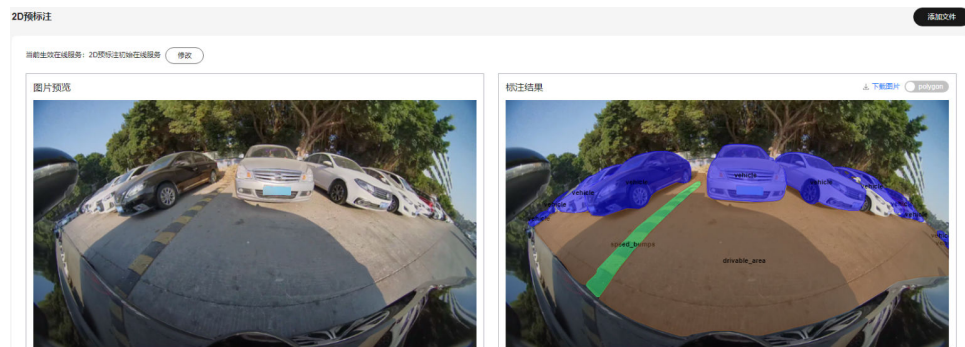 2D预标注
添加文件
当前生效在线服务：2D预标注初始在线服务
修改
图片预览
标注结果
下载图片
polygon
vehicle
vehicle
vehicle
vehicle
vehicle
speed_bumps
drivable_area